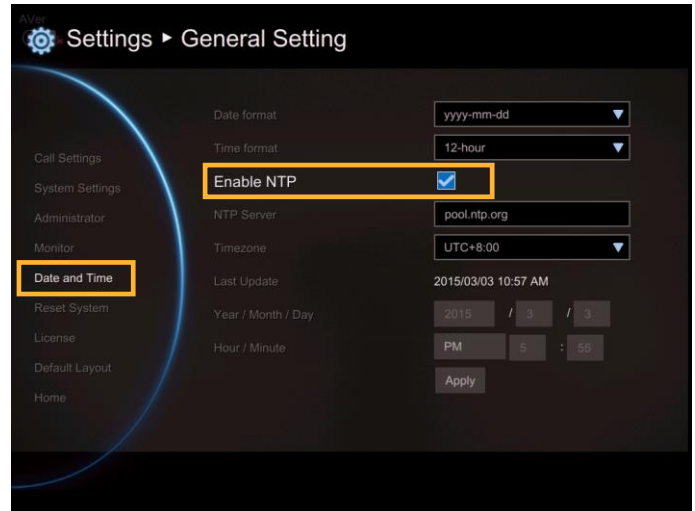 AVer
Settings ► General Setting
Date format yyyy-mm-dd
Time format 12-hour
Enable NTP
NTP Server pool.ntp.org
Timezone UTC+8:00
Last Update 2015/03/03 10:57 AM
Year / Month / Day 2015 / 3 / 3
Hour / Minute PM 5 : 55
Apply
Call Settings
System Settings
Administrator
Monitor
Date and Time
Reset System
License
Default Layout
Home